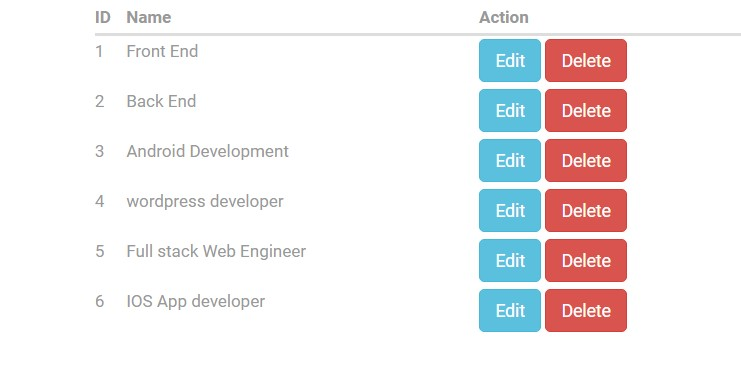 ID Name Action
1 Front End Edit Delete
2 Back End Edit Delete
3 Android Development Edit Delete
4 wordpress developer Edit Delete
5 Full stack Web Engineer Edit Delete
6 IOS App developer Edit Delete